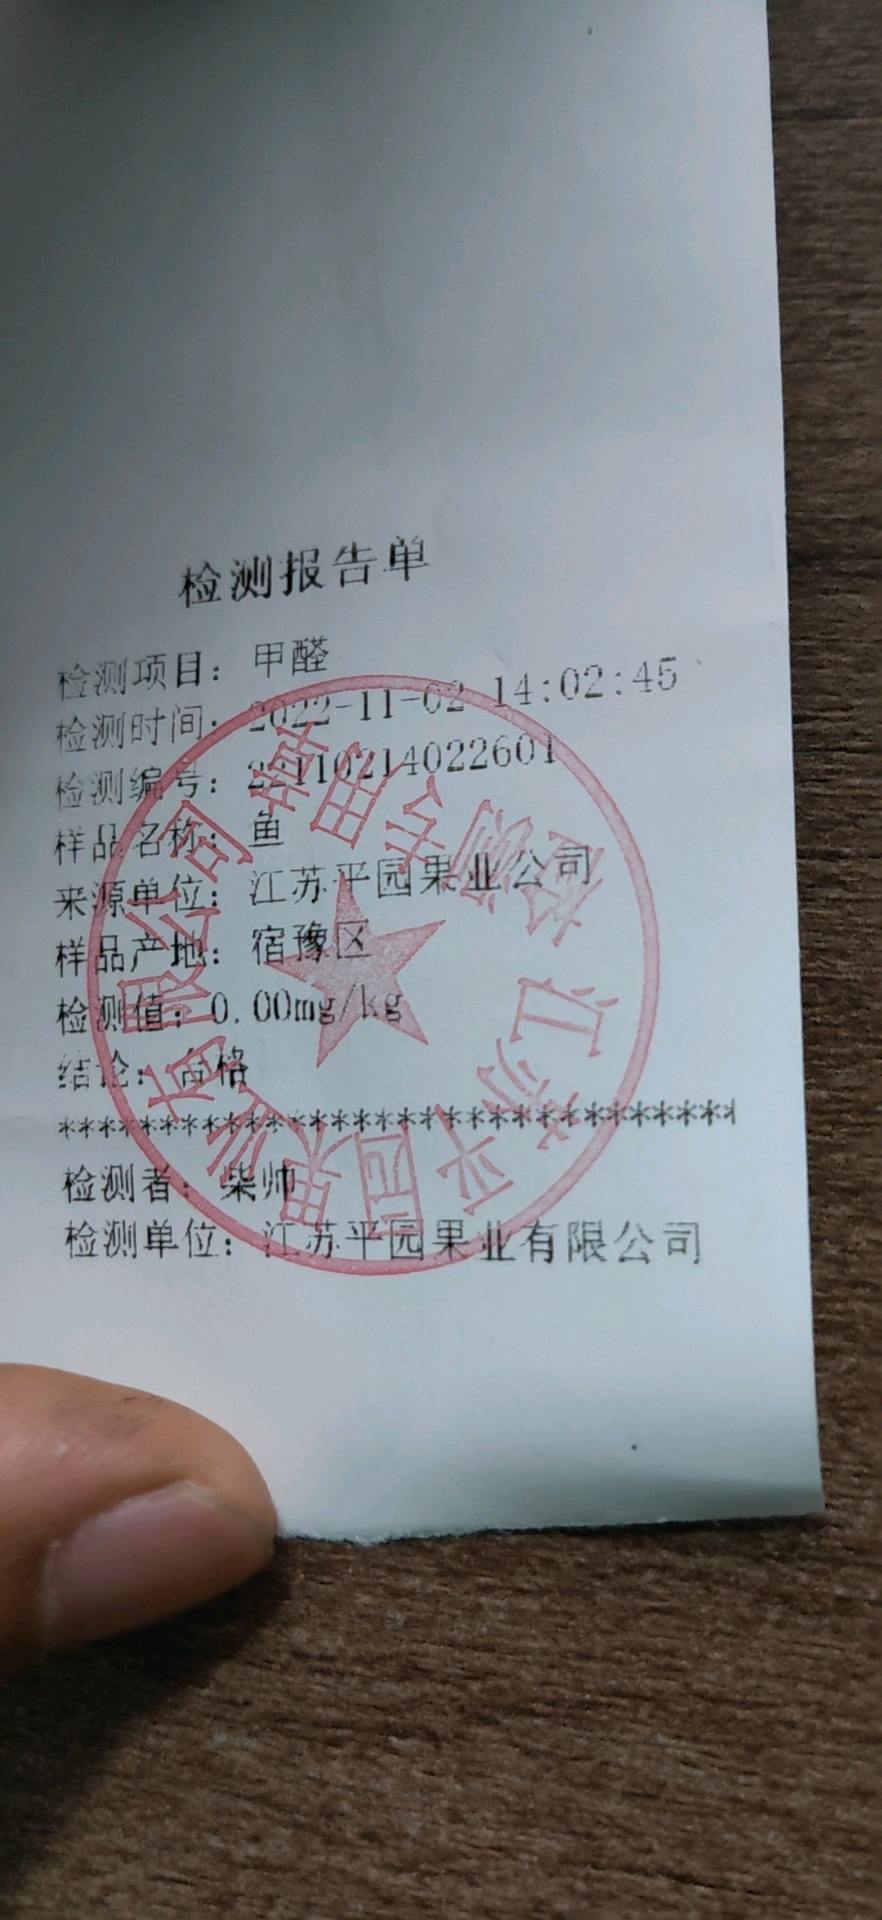 检测报告单
检测项目：甲醛
检测时间：2022-11-02 14:02:45
检测编号：22110214022601
样品名称：鱼
来源单位：江苏平园果业公司
样品产地：宿豫区
检测值：0.00mg/kg
结论：合格
**********************************
检测者：柴帅
检测单位：江苏平园果业有限公司
江苏平园果业有限公司